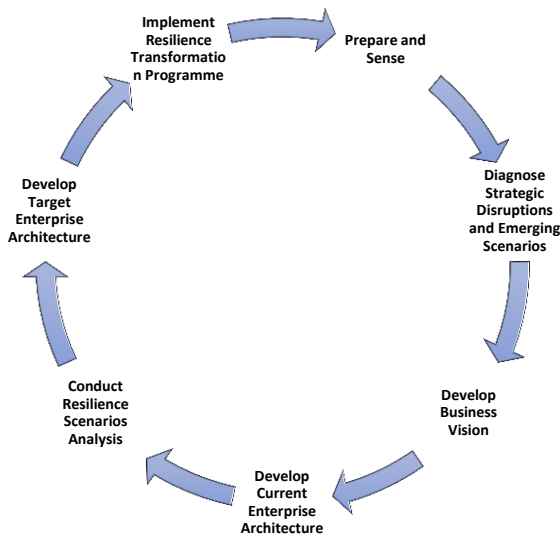 Implement
Resilience
Transformatio
n Programme
Prepare and
Sense
Diagnose
Strategic
Disruptions
and Emerging
Scenarios
Develop
Business
Vision
Develop
Current
Enterprise
Architecture
Conduct
Resilience
Scenarios
Analysis
Develop
Target
Enterprise
Architecture